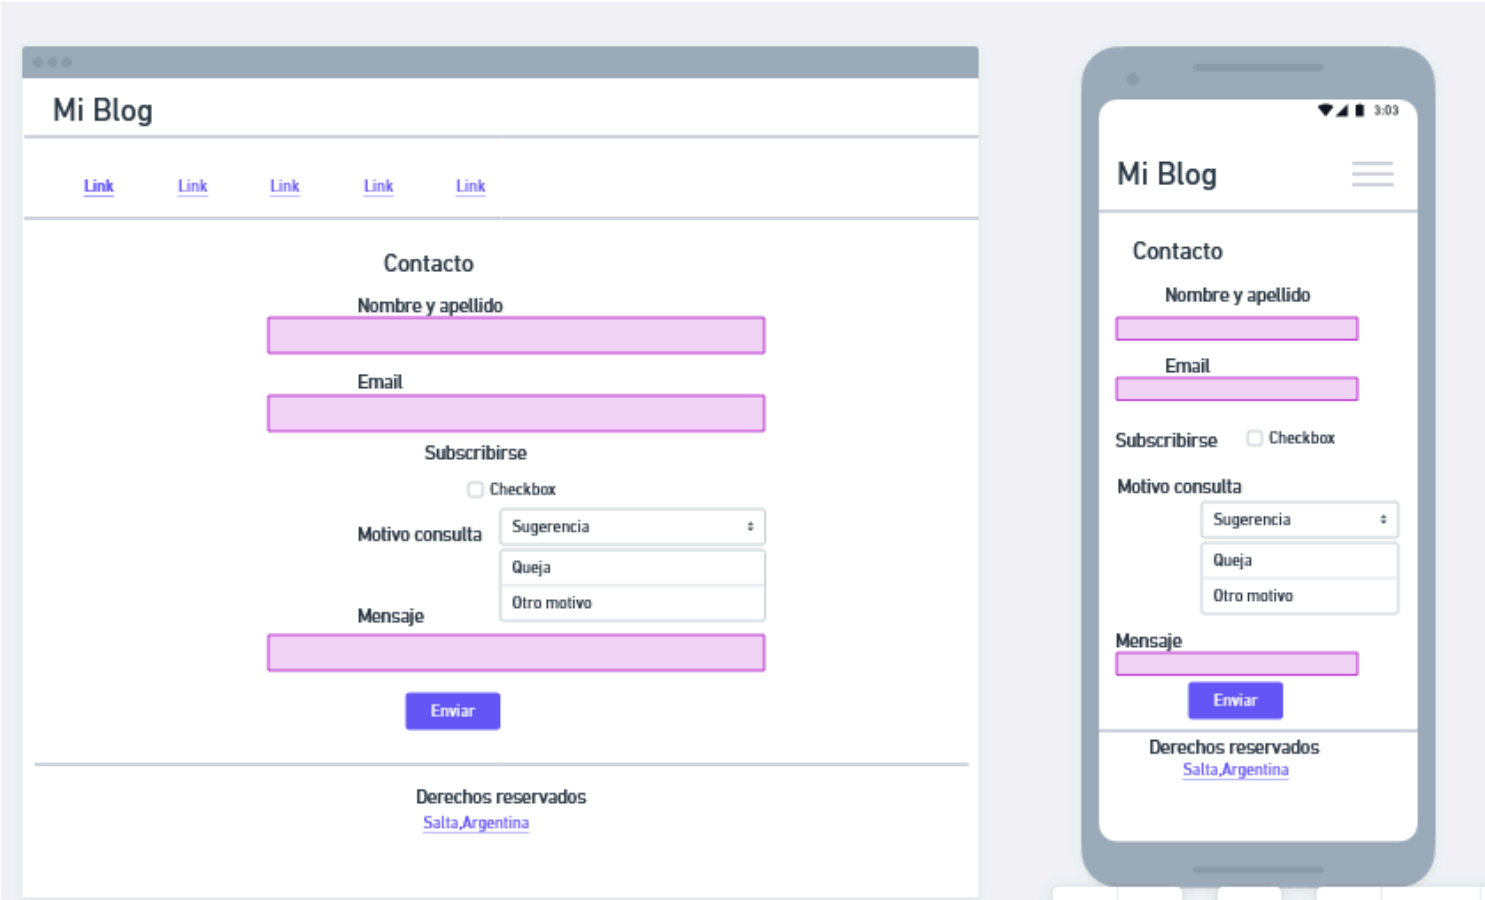 Mi Blog
Link Link Link Link Link
Contacto
Nombre y apellido
Email
Subscribirse
Checkbox
Motivo consulta
Sugerencia
Queja
Otro motivo
Mensaje
Enviar
Derechos reservados
Salta,Argentina
3:03
Mi Blog
Contacto
Nombre y apellido
Email
Subscribirse Checkbox
Motivo consulta
Sugerencia
Queja
Otro motivo
Mensaje
Enviar
Derechos reservados
Salta,Argentina